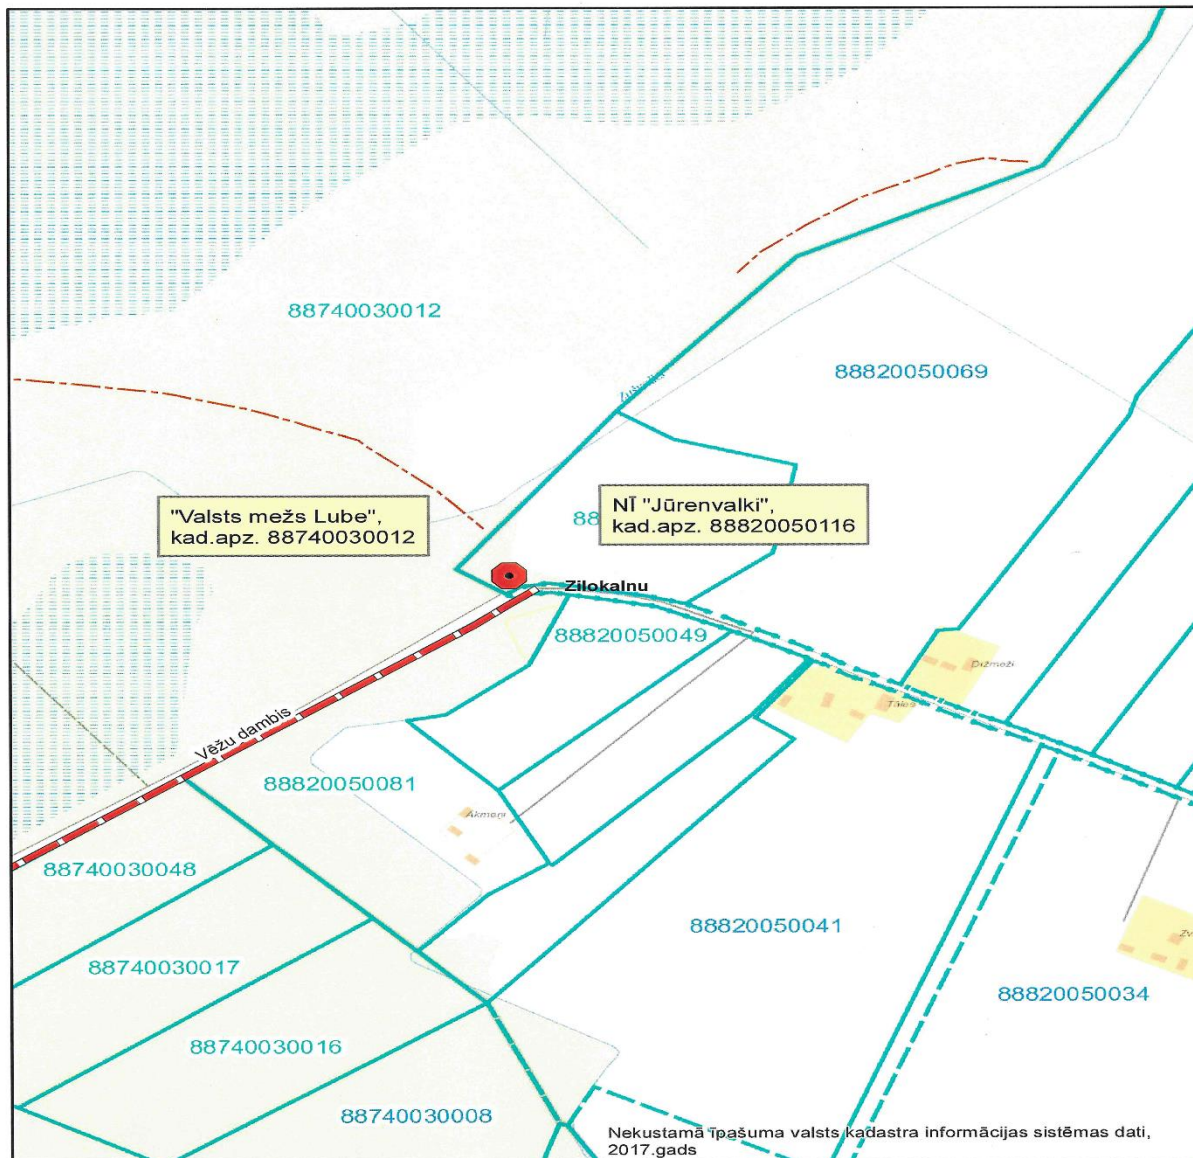 88740030012
88820050069
"Valsts mežs Lube",
kad.apz. 88740030012
NĪ "Jūrenvalki",
kad.apz. 88820050116
88
Zilokalnu
88820050049
Dižmeži
Tāles
Vēžu dambis
88820050081
Akmeņi
88740030048
88820050041
88740030017
88820050034
88740030016
88740030008
Nekustamā īpašuma valsts kadastra informācijas sistēmas dati,
2017.gads